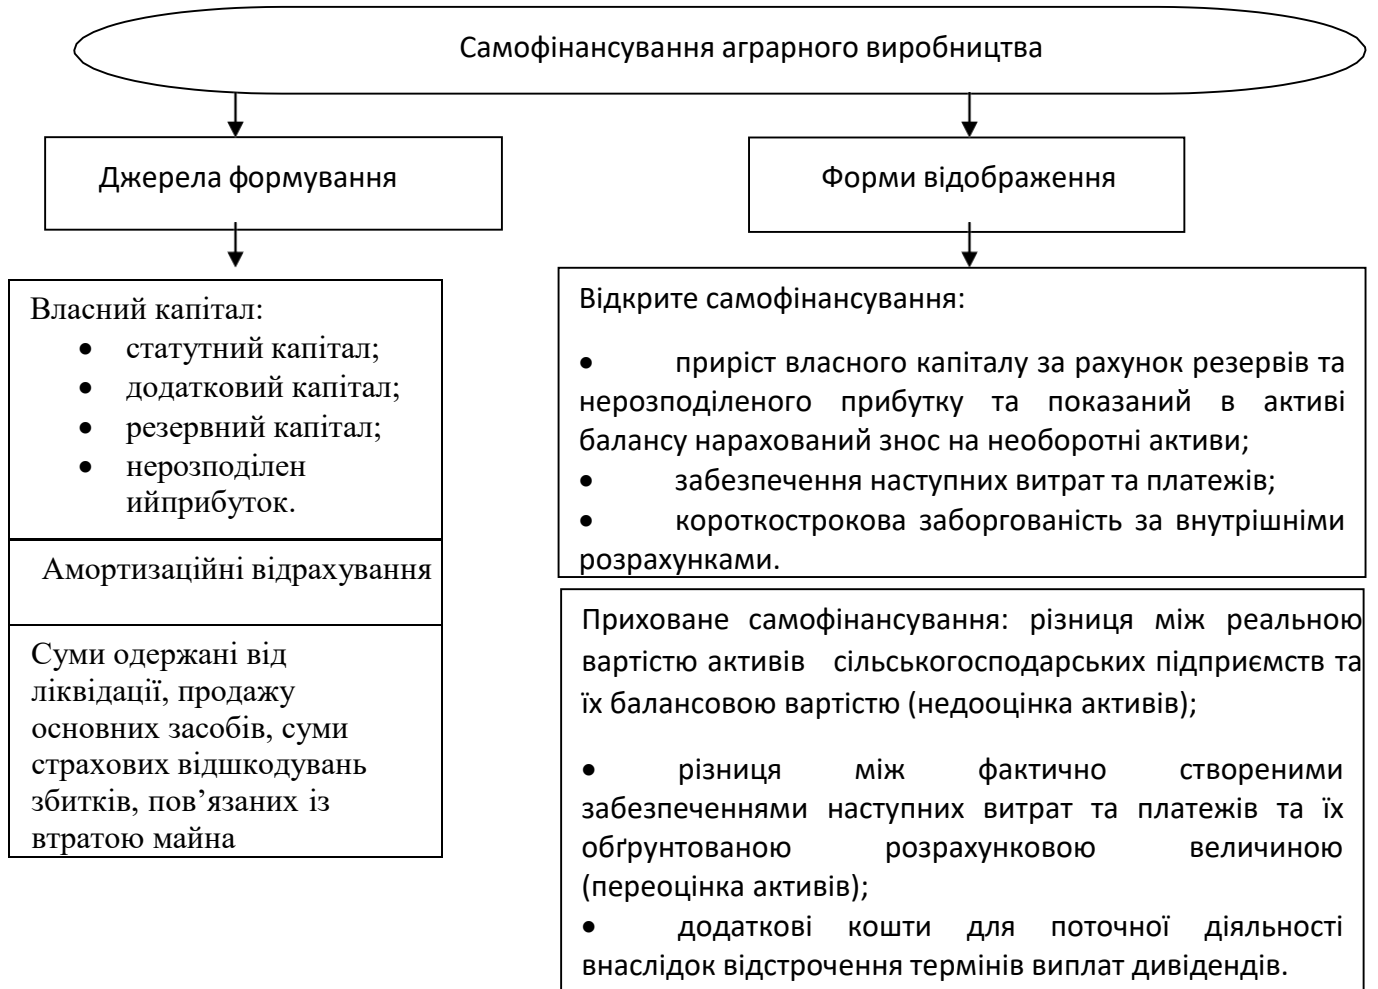 Самофінансування аграрного виробництва
Джерела формування
Форми відображення
Власний капітал:
• статутний капітал;
• додатковий капітал;
• резервний капітал;
• нерозподілен
ийприбуток.
Амортизаційні відрахування
Суми одержані від
ліквідації, продажу
основних засобів, суми
страхових відшкодувань
збитків, пов’язаних із
втратою майна
Відкрите самофінансування:
• приріст власного капіталу за рахунок резервів та
нерозподіленого прибутку та показаний в активі
балансу нарахований знос на необоротні активи;
• забезпечення наступних витрат та платежів;
• короткострокова заборгованість за внутрішніми
розрахунками.
Приховане самофінансування: різниця між реальною
вартістю активів сільськогосподарських підприємств та
їх балансовою вартістю (недооцінка активів);
• різниця між фактично створеними
забезпеченнями наступних витрат та платежів та їх
обґрунтованою розрахунковою величиною
(переоцінка активів);
• додаткові кошти для поточної діяльності
внаслідок відстрочення термінів виплат дивідендів.